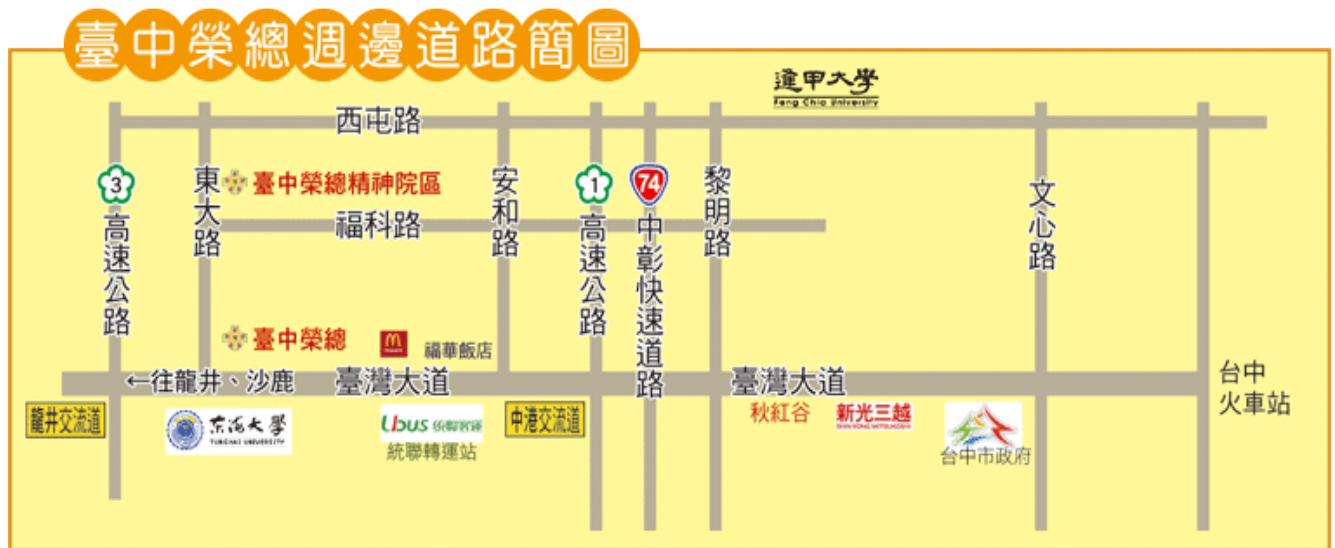 臺中榮總週邊道路簡圖
逢甲大學
Feng Chia University
西屯路
3
高速公路
東大路
臺中榮總精神院區
福科路
安和路
1
高速公路
74
中彰快速道路
黎明路
文心路
臺中榮總
福華飯店
←往龍井、沙鹿
臺灣大道
臺灣大道
台中
火車站
龍井交流道
東海大學
TUNGHAI UNIVERSITY
Ubus 統聯客運
統聯轉運站
中港交流道
秋紅谷
新光三越
SHIN KONG MITSUKOSHI
台中市政府